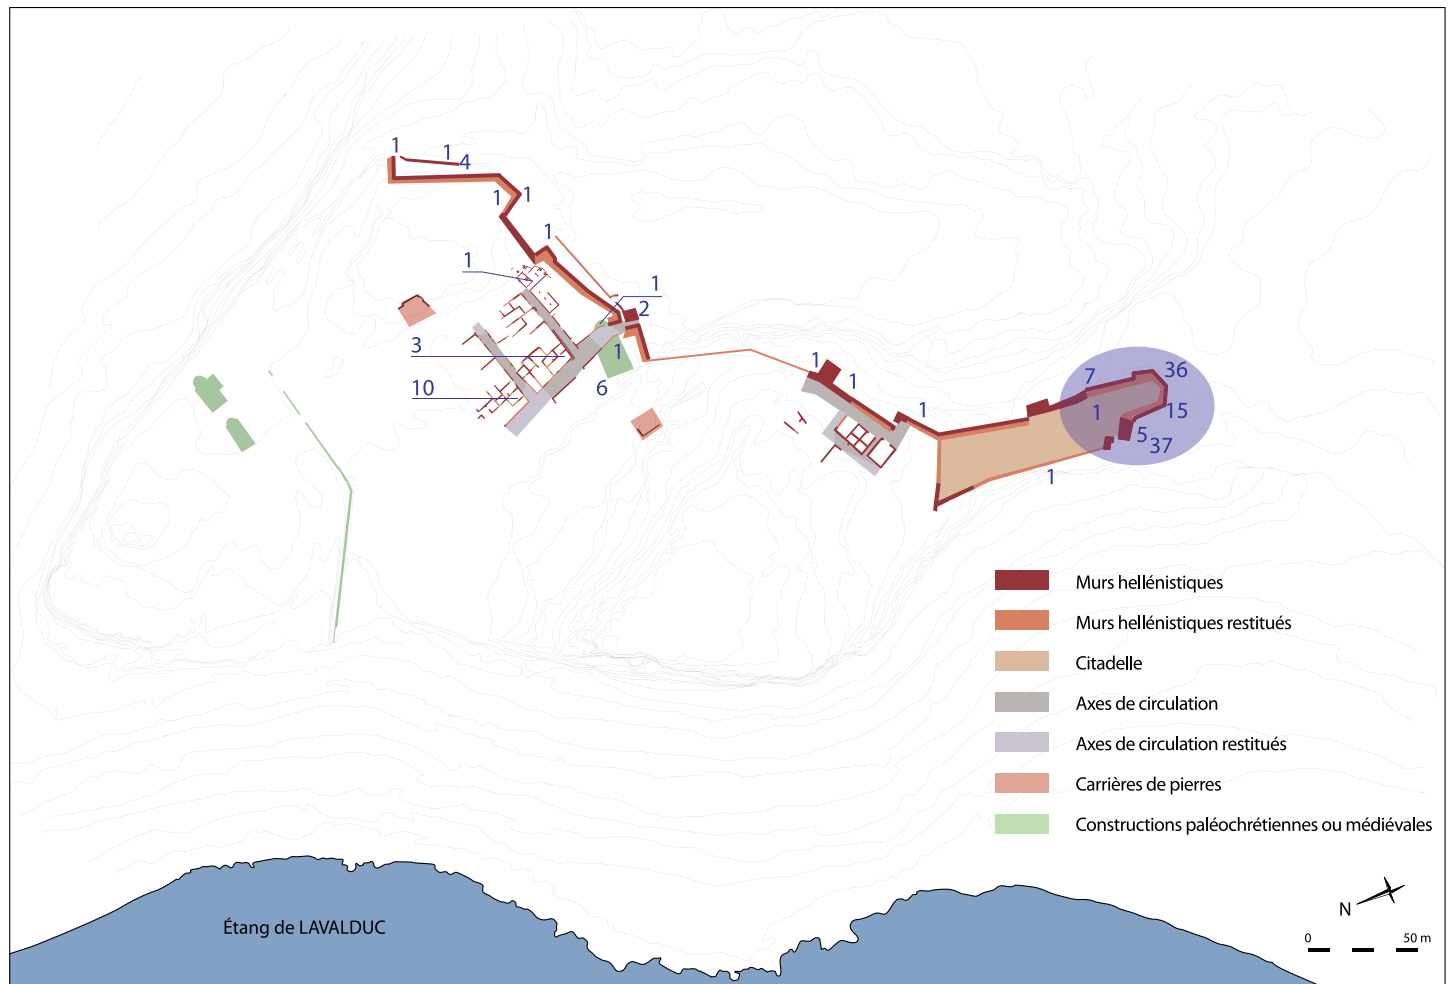 1
1
4
1
1
1
1
1
2
3
1
10
6
1
1
1
7
36
1
15
5
37
1
Murs hellénistiques
Murs hellénistiques restitués
Citadelle
Axes de circulation
Axes de circulation restitués
Carrières de pierres
Constructions paléochrétiennes ou médiévales
Étang de LAVALDUC
N
0 50 m